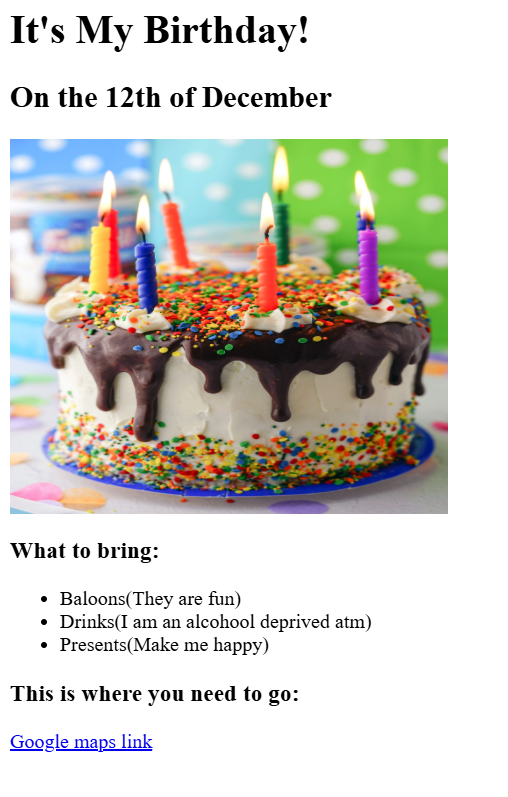 It's My Birthday!
On the 12th of December
What to bring:
Baloons(They are fun)
Drinks(I am an alcohool deprived atm)
Presents(Make me happy)
This is where you need to go:
Google maps link